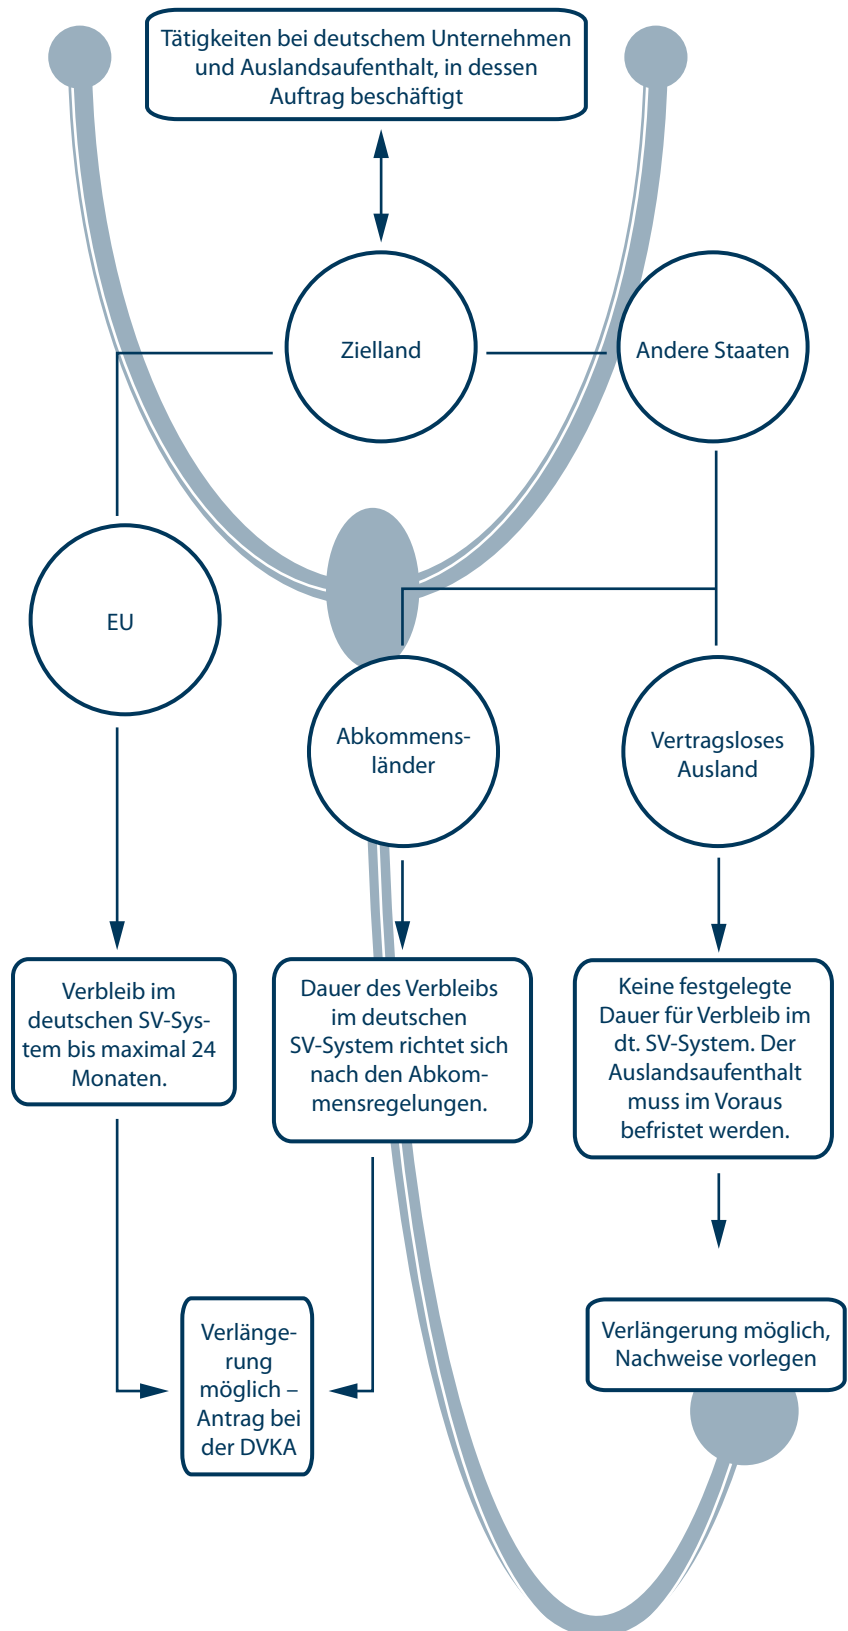 Tätigkeiten bei deutschem Unternehmen
und Auslandsaufenthalt, in dessen
Auftrag beschäftigt
Zielland
Andere Staaten
EU
Abkommens-
länder
Vertragsloses
Ausland
Verbleib im
deutschen SV-Sys-
tem bis maximal 24
Monaten.
Dauer des Verbleibs
im deutschen
SV-System richtet sich
nach den Abkom-
mensregelungen.
Keine festgelegte
Dauer für Verbleib im
dt. SV-System. Der
Auslandsaufenthalt
muss im Voraus
befristet werden.
Verlänge-
rung
möglich –
Antrag bei
der DVKA
Verlängerung möglich,
Nachweise vorlegen